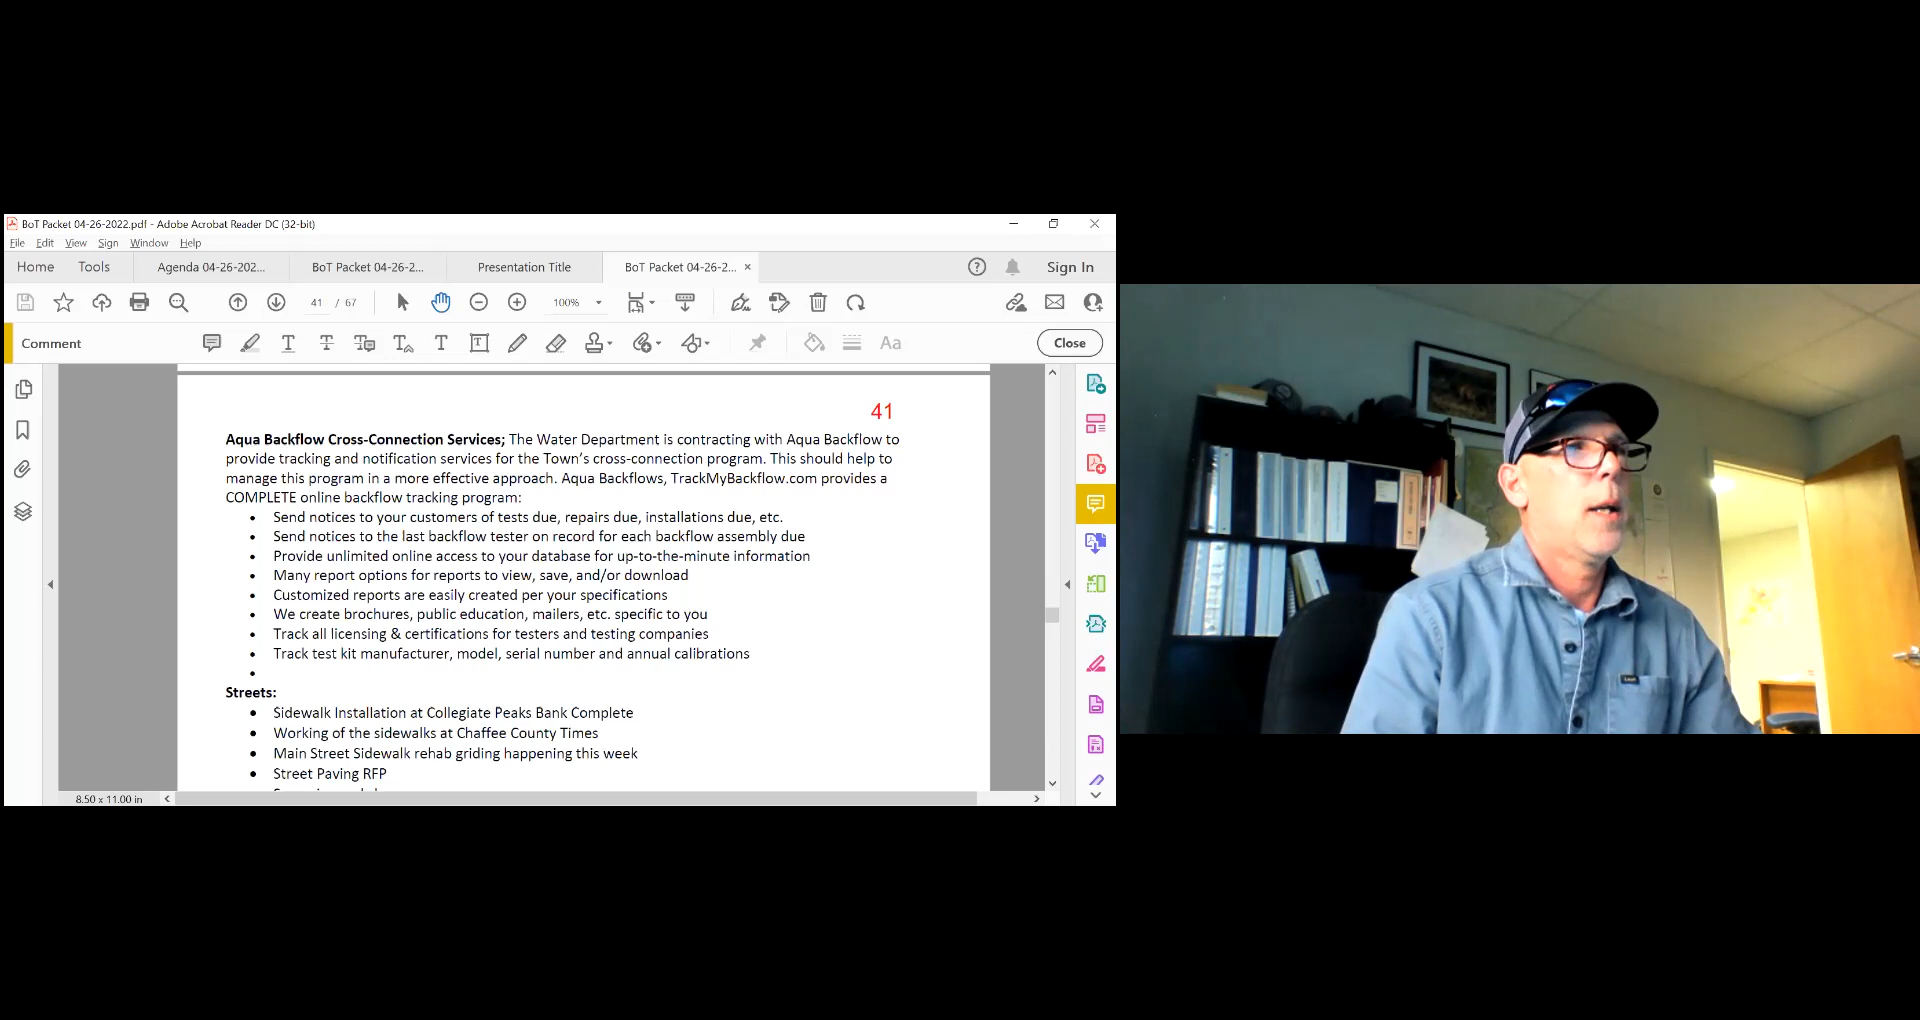 BoT Packet 04-26-2022.pdf - Adobe Acrobat Reader DC (32-bit)
File Edit View Sign Window Help
Home Tools Agenda 04-26-202... BoT Packet 04-26-2... Presentation Title BoT Packet 04-26-2... × Sign In
41 / 67 100%
Comment Aa Close
41
Aqua Backflow Cross-Connection Services; The Water Department is contracting with Aqua Backflow to
provide tracking and notification services for the Town's cross-connection program. This should help to
manage this program in a more effective approach. Aqua Backflows, TrackMyBackflow.com provides a
COMPLETE online backflow tracking program:
• Send notices to your customers of tests due, repairs due, installations due, etc.
• Send notices to the last backflow tester on record for each backflow assembly due
• Provide unlimited online access to your database for up-to-the-minute information
• Many report options for reports to view, save, and/or download
• Customized reports are easily created per your specifications
• We create brochures, public education, mailers, etc. specific to you
• Track all licensing & certifications for testers and testing companies
• Track test kit manufacturer, model, serial number and annual calibrations
•
Streets:
• Sidewalk Installation at Collegiate Peaks Bank Complete
• Working of the sidewalks at Chaffee County Times
• Main Street Sidewalk rehab griding happening this week
• Street Paving RFP
8.50 x 11.00 in